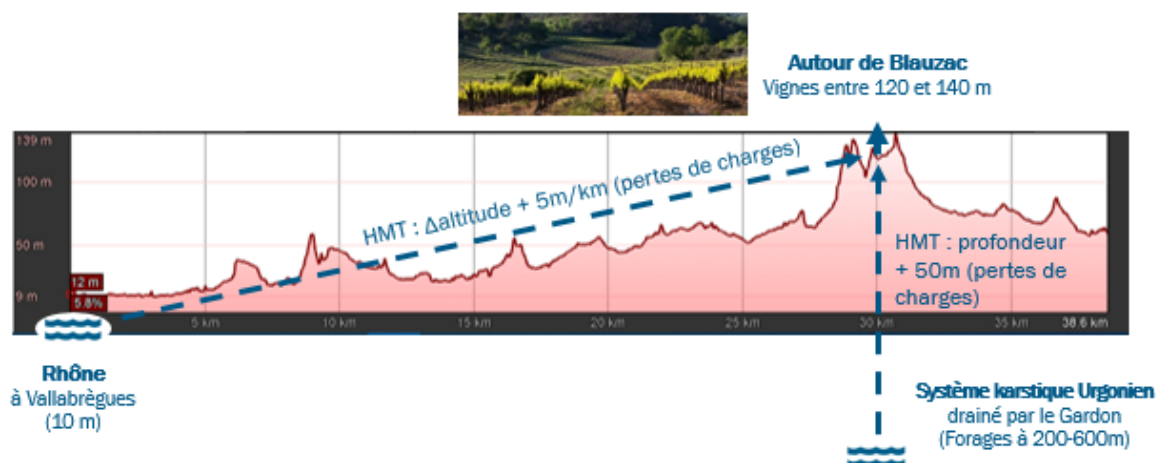 Autour de Blauzac
Vignes entre 120 et 140 m
139 m
100 m
50 m
12 m
5.8%
9 m
HMT : Δaltitude + 5m/km (pertes de charges)
HMT : profondeur
+ 50m (pertes de
charges)
5 km
10 km
15 km
20 km
25 km
30 km
35 km
38.6 km
Rhône
à Vallabrègues
(10 m)
Système karstique Urgonien
drainé par le Gardon
(Forages à 200-600m)